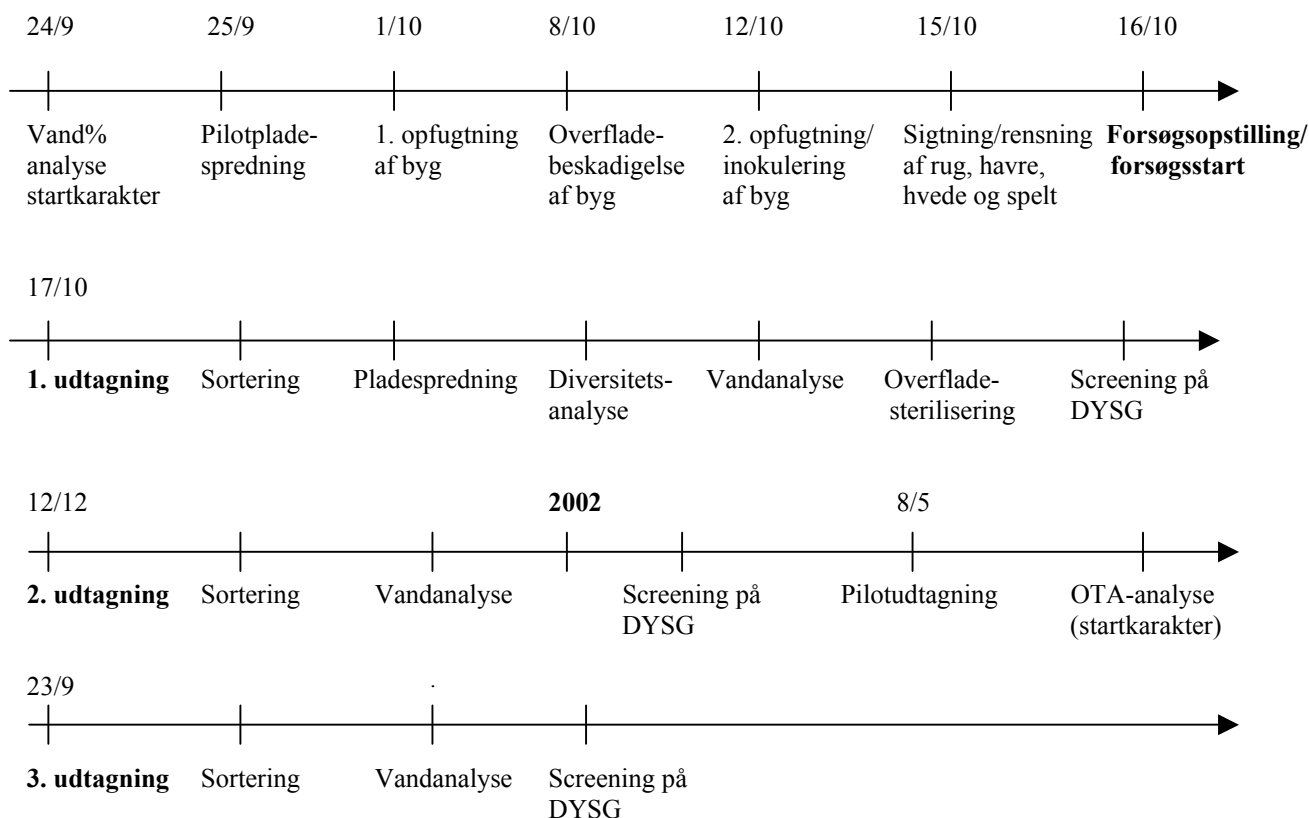 24/9 25/9 1/10 8/10 12/10 15/10 16/10
Vand% Pilotplade- 1. opfugtning Overflade- 2. opfugtning/ Sigtning/rensning Forsøgsopstilling/
analyse spredning af byg beskadigelse inokulering af rug, havre, forsøgsstart
startkarakter af byg af byg hvede og spelt
17/10
1. udtagning Sortering Pladespredning Diversitets- Vandanalyse Overflade- Screening på
analyse sterilisering DYSG
12/12 2002 8/5
2. udtagning Sortering Vandanalyse Screening på Pilotudtagning OTA-analyse
DYSG (startkarakter)
23/9
3. udtagning Sortering Vandanalyse Screening på
DYSG